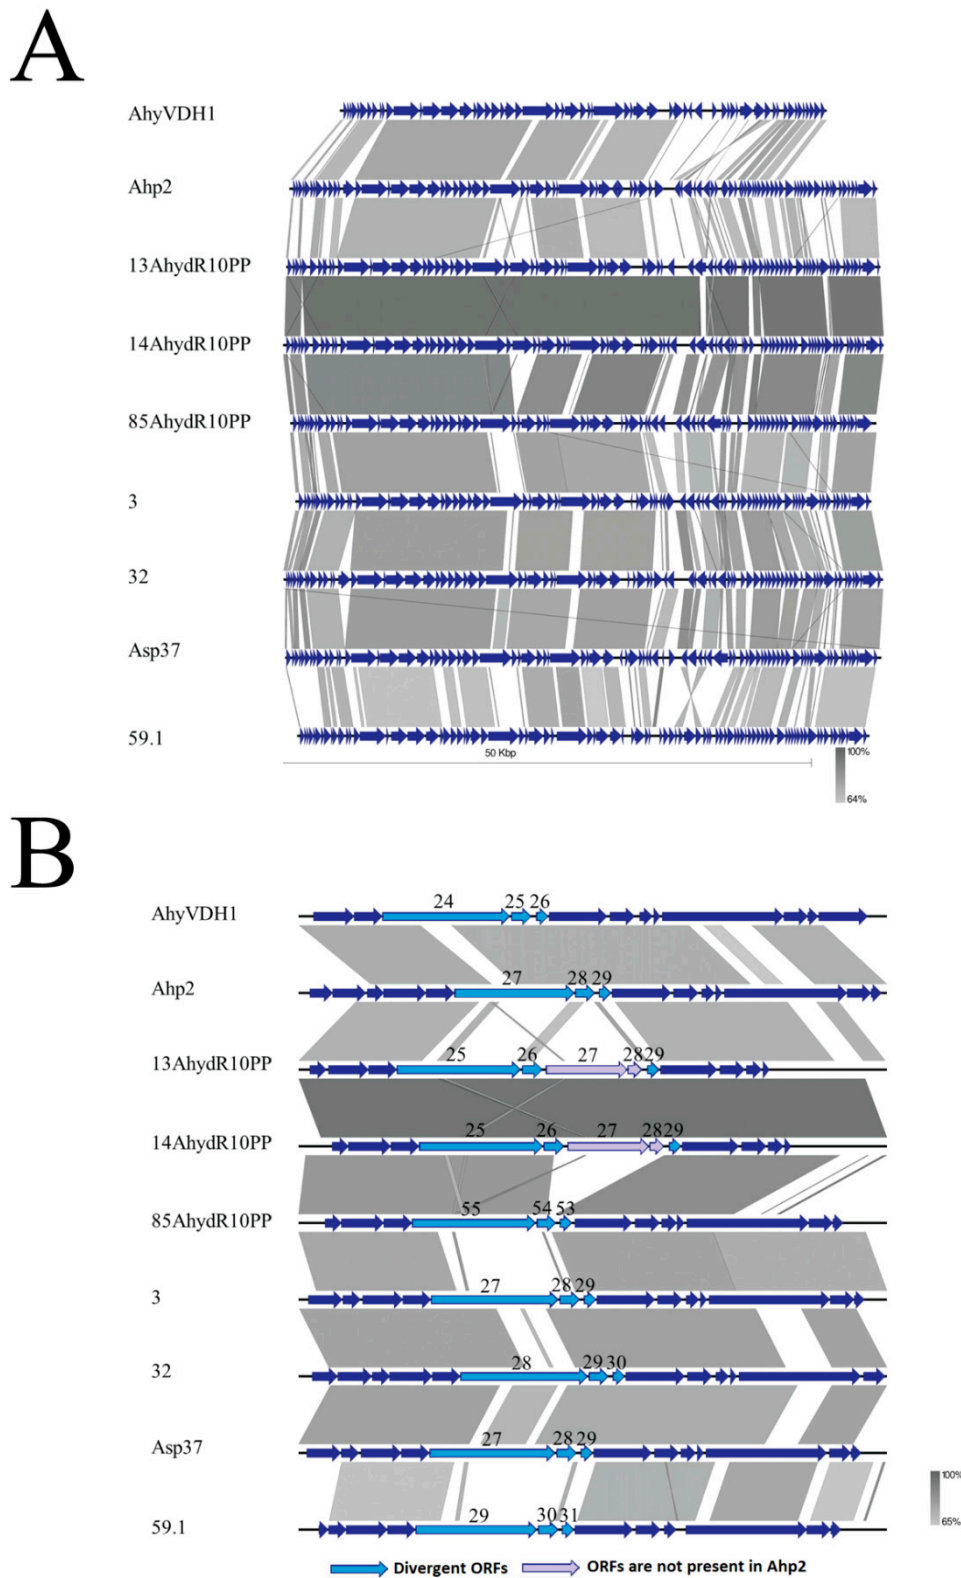 A
AhyVDH1
Ahp2
13AhydR10PP
14AhydR10PP
85AhydR10PP
3
32
Asp37
59.1
50 Kbp
100%
64%
B
AhyVDH1
24 25 26
Ahp2
27 28 29
13AhydR10PP
25 26 27 28 29
14AhydR10PP
25 26 27 28 29
85AhydR10PP
55 54 53
3
27 28 29
32
28 29 30
Asp37
27 28 29
59.1
29 30 31
100%
65%
Divergent ORFs
ORFs are not present in Ahp2